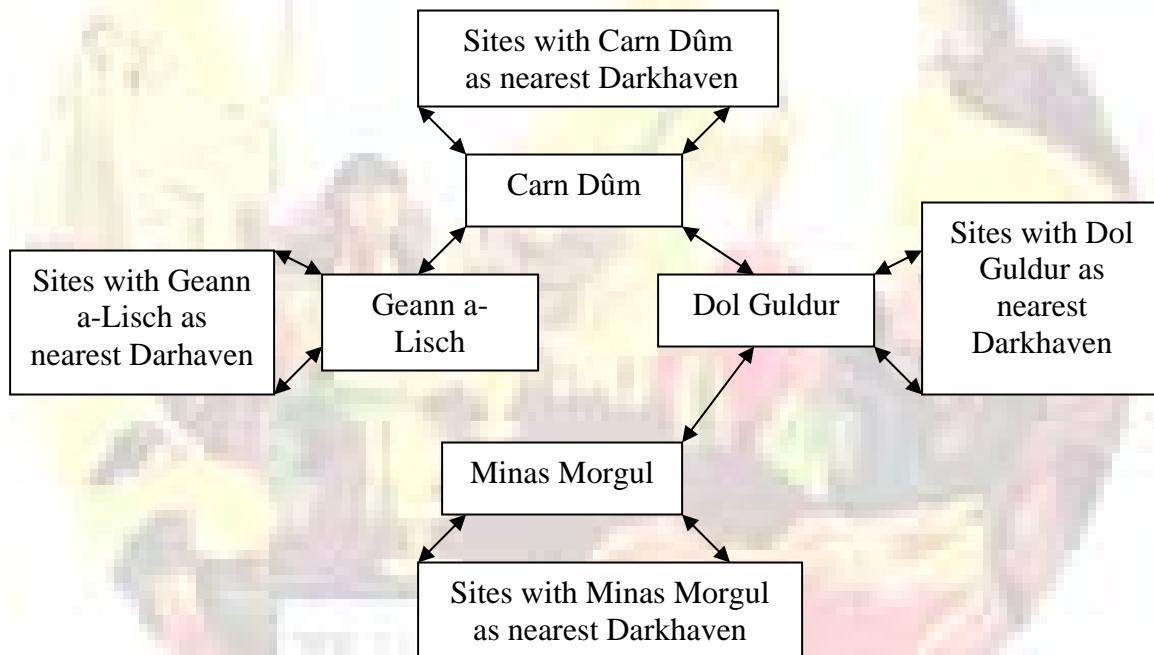 Sites with Carn Dûm
as nearest Darkhaven
Carn Dûm
Sites with Dol
Guldur as
nearest
Darkhaven
Sites with Geann
a-Lisch as
nearest Darhaven
Geann a-
Lisch
Dol Guldur
Minas Morgul
Sites with Minas Morgul
as nearest Darkhaven